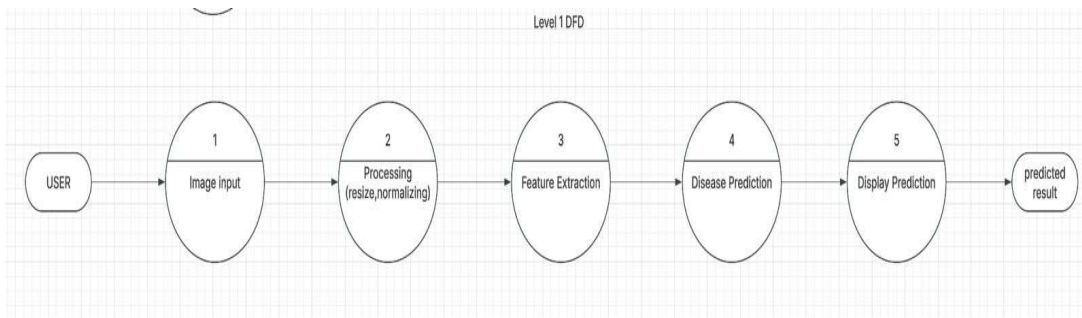 Level 1 DFD
USER
1
Image input
2
Processing
(resize,normalizing)
3
Feature Extraction
4
Disease Prediction
5
Display Prediction
predicted
result